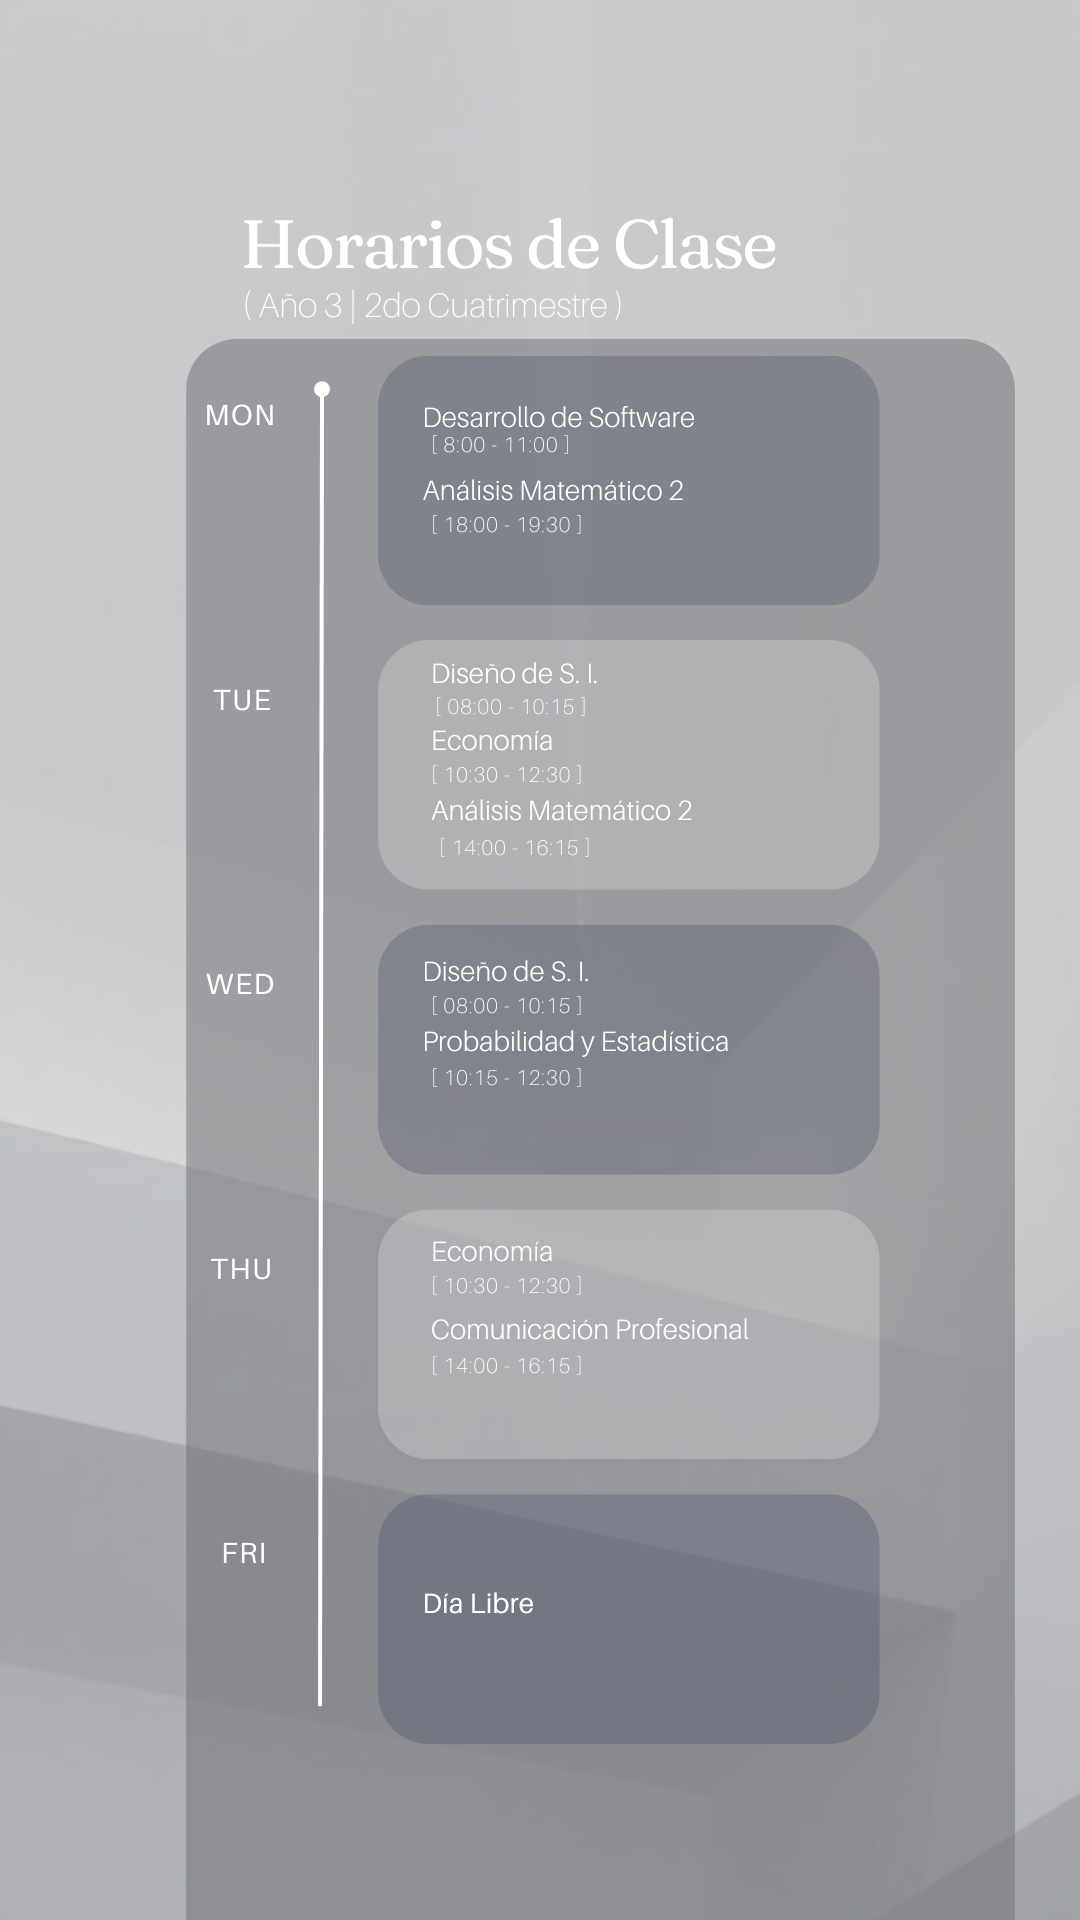 Horarios de Clase
( Año 3 | 2do Cuatrimestre )
MON
Desarrollo de Software
[ 8:00 - 11:00 ]
Análisis Matemático 2
[ 18:00 - 19:30 ]
TUE
Diseño de S. I.
[ 08:00 - 10:15 ]
Economía
[ 10:30 - 12:30 ]
Análisis Matemático 2
[ 14:00 - 16:15 ]
WED
Diseño de S. I.
[ 08:00 - 10:15 ]
Probabilidad y Estadística
[ 10:15 - 12:30 ]
THU
Economía
[ 10:30 - 12:30 ]
Comunicación Profesional
[ 14:00 - 16:15 ]
FRI
Día Libre